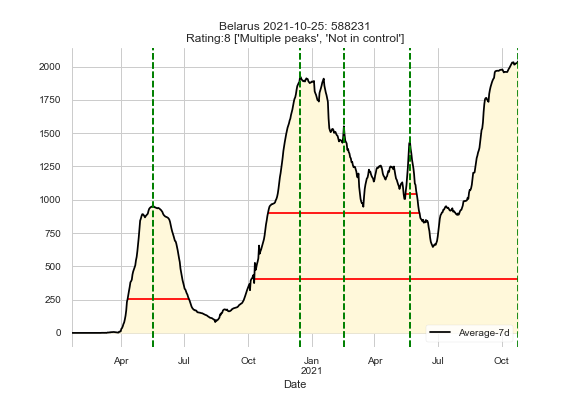 Belarus 2021-10-25: 588231
Rating:8 ['Multiple peaks', 'Not in control']
2000
1750
1500
1250
1000
750
500
250
0
Average-7d
Apr Jul Oct Jan Apr Jul Oct
2021
Date